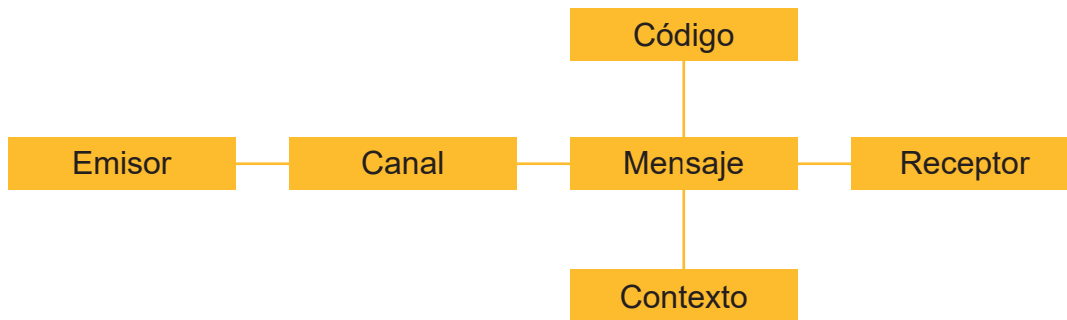 Código
Emisor
Canal
Mensaje
Receptor
Contexto